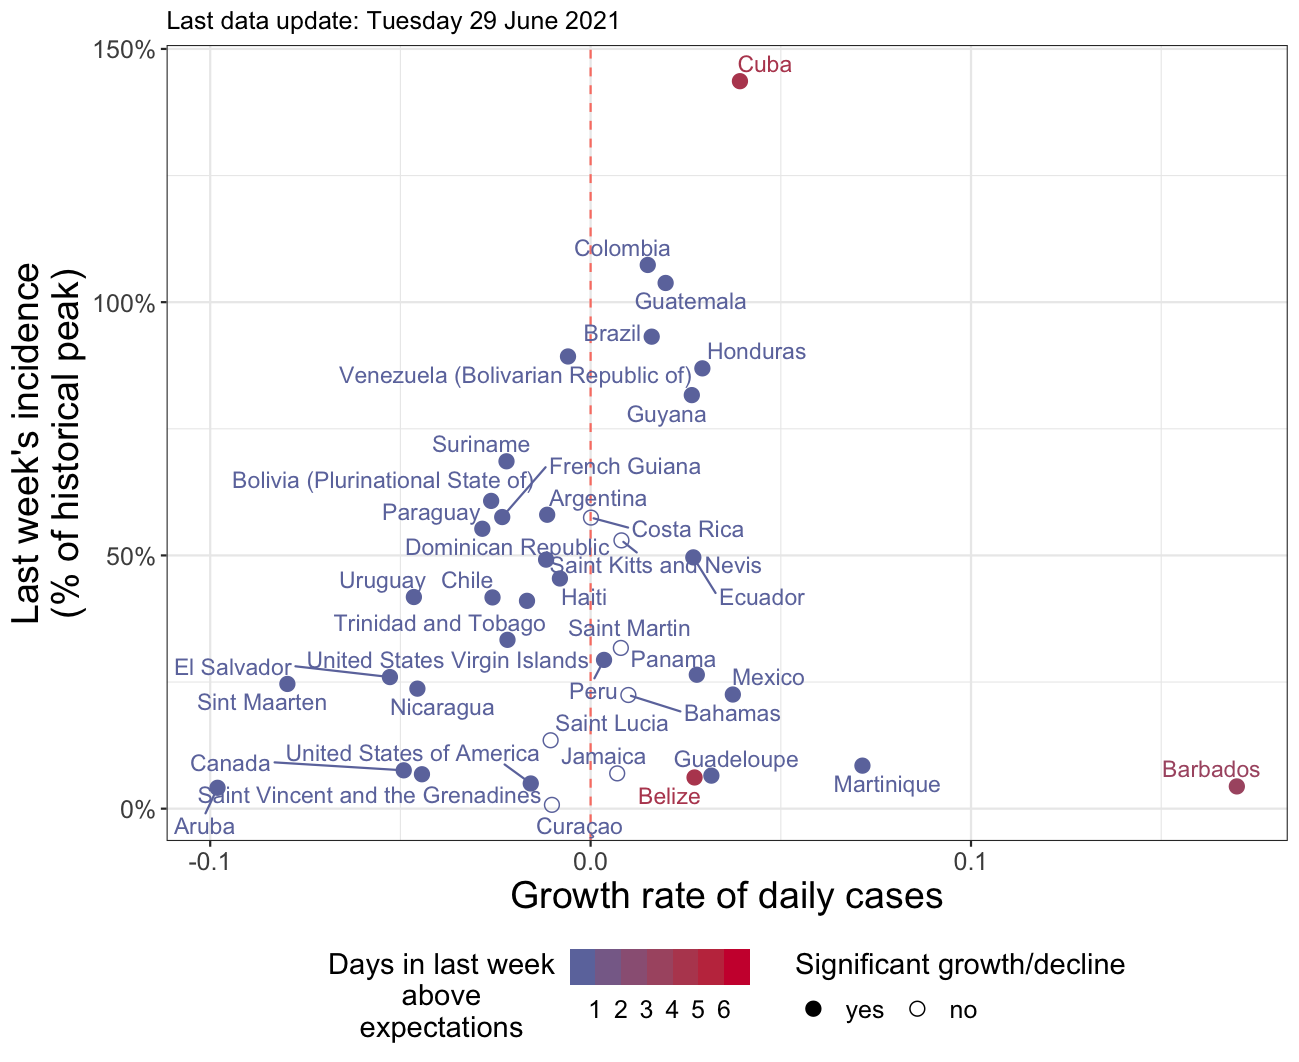 Last data update: Tuesday 29 June 2021
Last week's incidence
(% of historical peak)
150%
100%
50%
0%
Cuba
Colombia
Guatemala
Brazil
Honduras
Venezuela (Bolivarian Republic of)
Guyana
Suriname
French Guiana
Bolivia (Plurinational State of)
Argentina
Paraguay
Costa Rica
Dominican Republic
Saint Kitts and Nevis
Uruguay
Chile
Haiti
Ecuador
Trinidad and Tobago
Saint Martin
El Salvador
United States Virgin Islands
Panama
Mexico
Peru
Sint Maarten
Nicaragua
Bahamas
Saint Lucia
Canada
United States of America
Jamaica
Guadeloupe
Barbados
Martinique
Saint Vincent and the Grenadines
Belize
Aruba
Curaçao
-0.1
0.0
0.1
Growth rate of daily cases
Days in last week
above
expectations
1 2 3 4 5 6
Significant growth/decline
yes
no